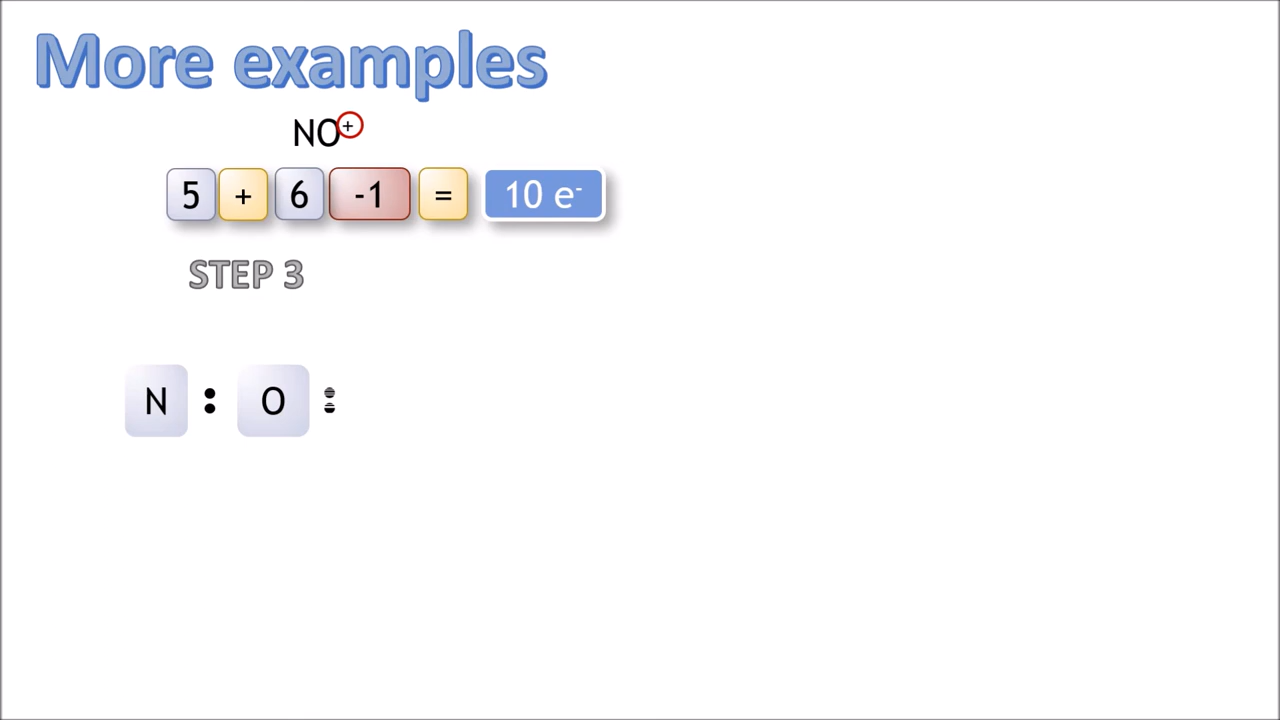 More examples
NO⁺
5 + 6 -1 = 10 e⁻
STEP 3
N : O :